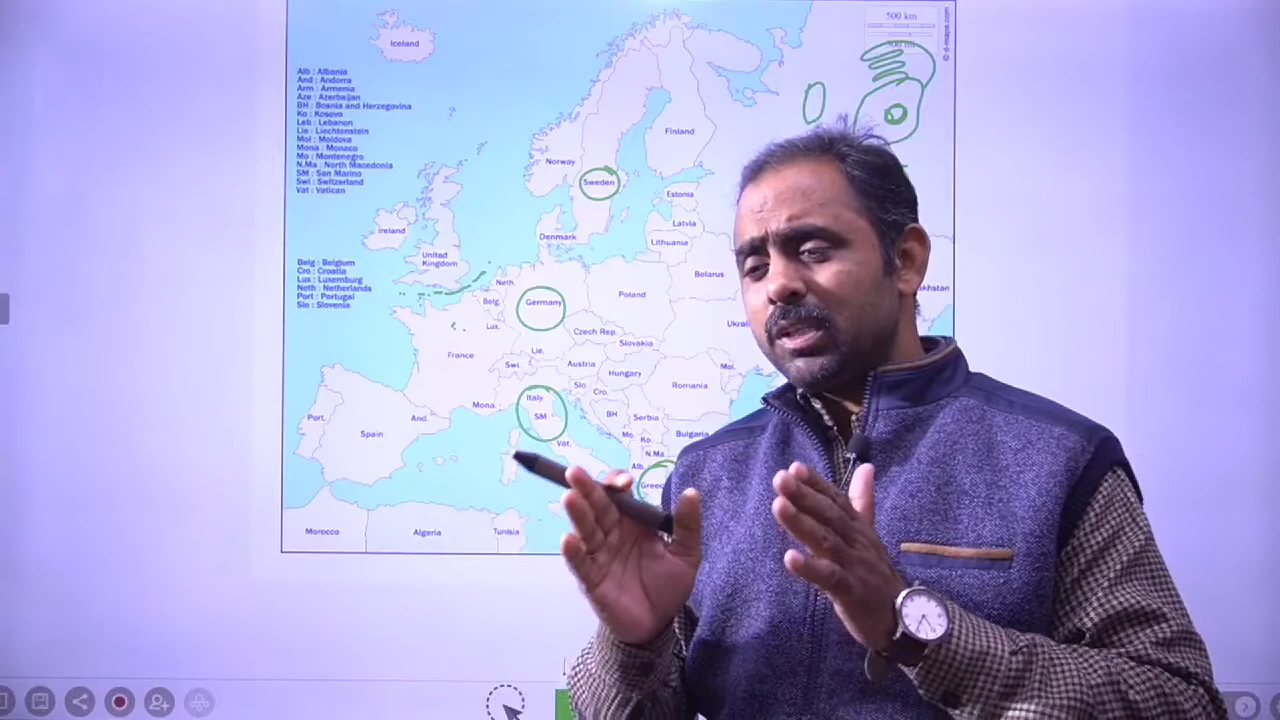 500 km
© d-maps.com
Iceland
Alb : Albania
And : Andorra
Arm : Armenia
Aze : Azerbaijan
BH : Bosnia and Herzegovina
Ko : Kosovo
Leb : Lebanon
Lie : Liechtenstein
Mol : Moldova
Mona : Monaco
Mo : Montenegro
N.Ma : North Macedonia
SM : San Marino
Swi : Switzerland
Vat : Vatican
Finland
Norway
Sweden
Estonia
Latvia
Ireland
Denmark
Lithuania
United
Kingdom
Belg : Belgium
Cro : Croatia
Lux : Luxemburg
Neth : Netherlands
Port : Portugal
Slo : Slovenia
Belarus
Neth.
Poland
Belg.
Germany
Lux.
Czech Rep.
Slovakia
France
Lie.
Swi.
Austria
Hungary
Mol.
Romania
Slo.
Cro.
Italy
Mona.
SM
BH
Serbia
Port.
And.
Spain
Mo.
Ko.
Bulgaria
Vat.
N.Ma
Alb.
Morocco
Algeria
Tunisia